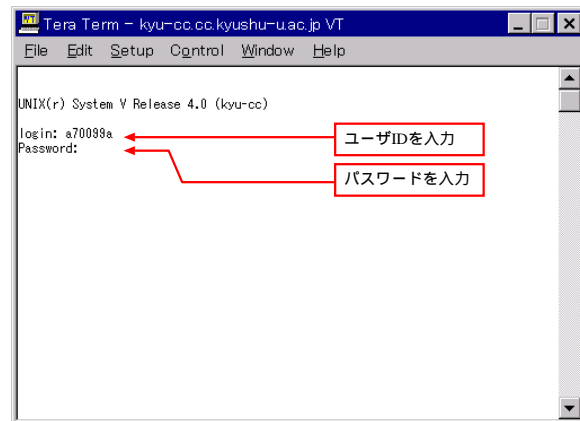 Tera Term - kyu-cc.cc.kyushu-u.ac.jp VT
File Edit Setup Control Window Help
UNIX(r) System V Release 4.0 (kyu-cc)
login: a70099a
ユーザIDを入力
Password:
パスワードを入力